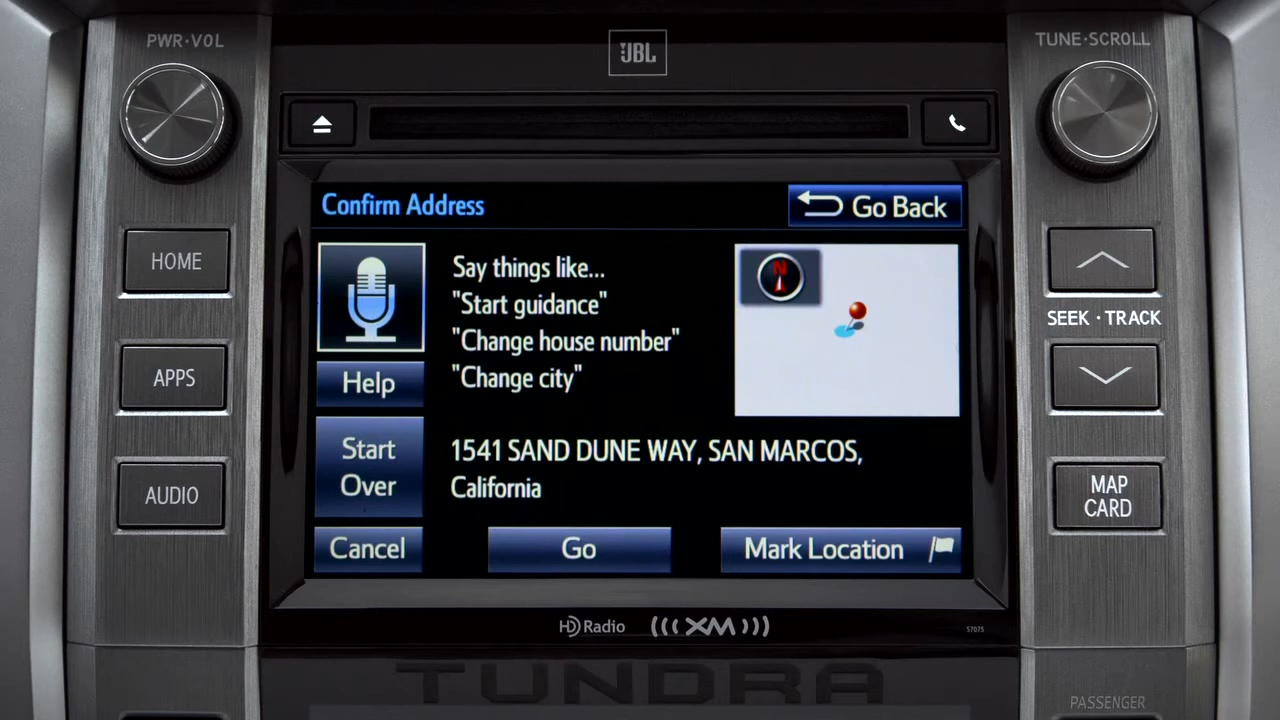 PWR·VOL
JBL
TUNE·SCROLL
Confirm Address
Go Back
HOME
Say things like...
"Start guidance"
"Change house number"
"Change city"
N
SEEK · TRACK
APPS
Help
Start
Over
1541 SAND DUNE WAY, SAN MARCOS,
California
AUDIO
MAP
CARD
Cancel
Go
Mark Location
HD Radio
((( XM )))
57075
TUNDRA
PASSENGER